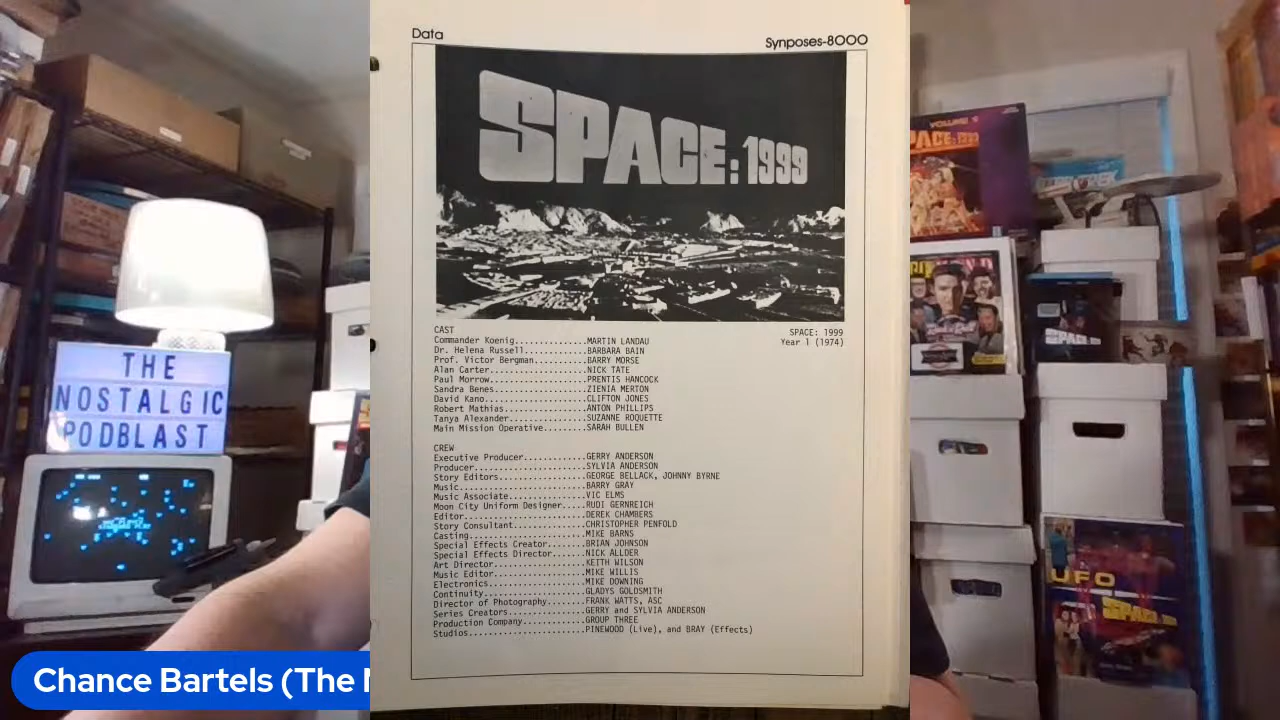 Data
Synposes-8000
SPACE: 1999
CAST
SPACE: 1999
Year 1 (1974)
Commander Koenig...............MARTIN LANDAU
Dr. Helena Russell.............BARBARA BAIN
Prof. Victor Bergman...........BARRY MORSE
Alan Carter....................NICK TATE
Paul Morrow....................PRENTIS HANCOCK
Sandra Benes...................ZIENIA MERTON
David Kano.....................CLIFTON JONES
Robert Mathias.................ANTON PHILLIPS
Tanya Alexander................SUZANNE ROQUETTE
Main Mission Operative.........SARAH BULLEN
CREW
Executive Producer.............GERRY ANDERSON
Producer.......................SYLVIA ANDERSON
Story Editors..................GEORGE BELLACK, JOHNNY BYRNE
Music..........................BARRY GRAY
Music Associate................VIC ELMS
Moon City Uniform Designer.....RUDI GERNREICH
Editor.........................DEREK CHAMBERS
Story Consultant...............CHRISTOPHER PENFOLD
Casting........................MIKE BARNS
Special Effects Creator........BRIAN JOHNSON
Special Effects Director.......NICK ALLDER
Art Director...................KEITH WILSON
Music Editor...................MIKE WILLIS
Electronics....................MIKE DOWNING
Continuity.....................GLADYS GOLDSMITH
Director of Photography........FRANK WATTS, ASC
Series Creators................GERRY and SYLVIA ANDERSON
Production Company.............GROUP THREE
Studios........................PINEWOOD (Live), and BRAY (Effects)
THE
NOSTALGIC
PODBLAST
Chance Bartels (The
VOLUME
SPACE: 1999
UFO
SPACE: 1999